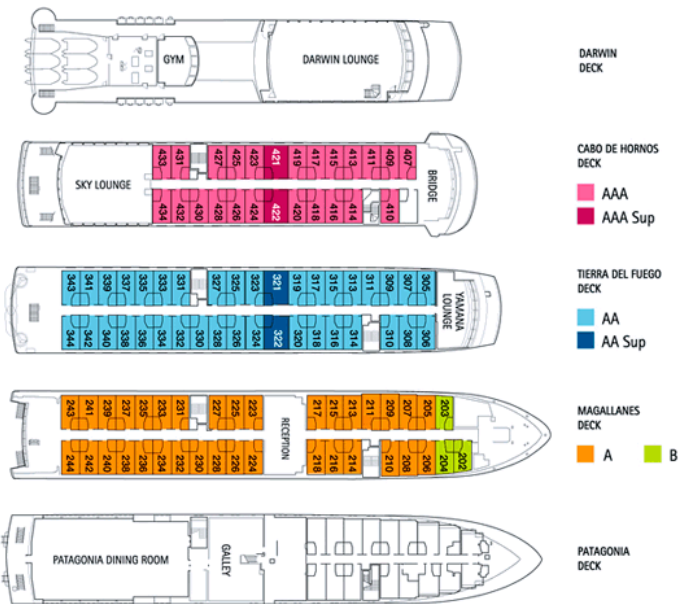 GYM
DARWIN LOUNGE
DARWIN
DECK
433 431 427 425 423 421 419 417 415 413 411 409 407
SKY LOUNGE
BRIDGE
434 432 430 428 426 424 422 420 418 416 414 410
CABO DE HORNOS
DECK
AAA
AAA Sup
343 341 339 337 335 333 331 327 325 323 321 319 317 315 313 311 309 307 305
YAMANA
LOUNGE
344 342 340 338 336 334 332 330 328 326 324 322 320 318 316 314 310 308 306
TIERRA DEL FUEGO
DECK
AA
AA Sup
243 241 239 237 235 233 231 227 225 223 217 215 213 211 209 207 205 203
RECEPTION
244 242 240 238 236 234 232 230 228 226 224 218 216 214 210 208 206 204 202
MAGALLANES
DECK
A B
PATAGONIA DINING ROOM
GALLEY
PATAGONIA
DECK